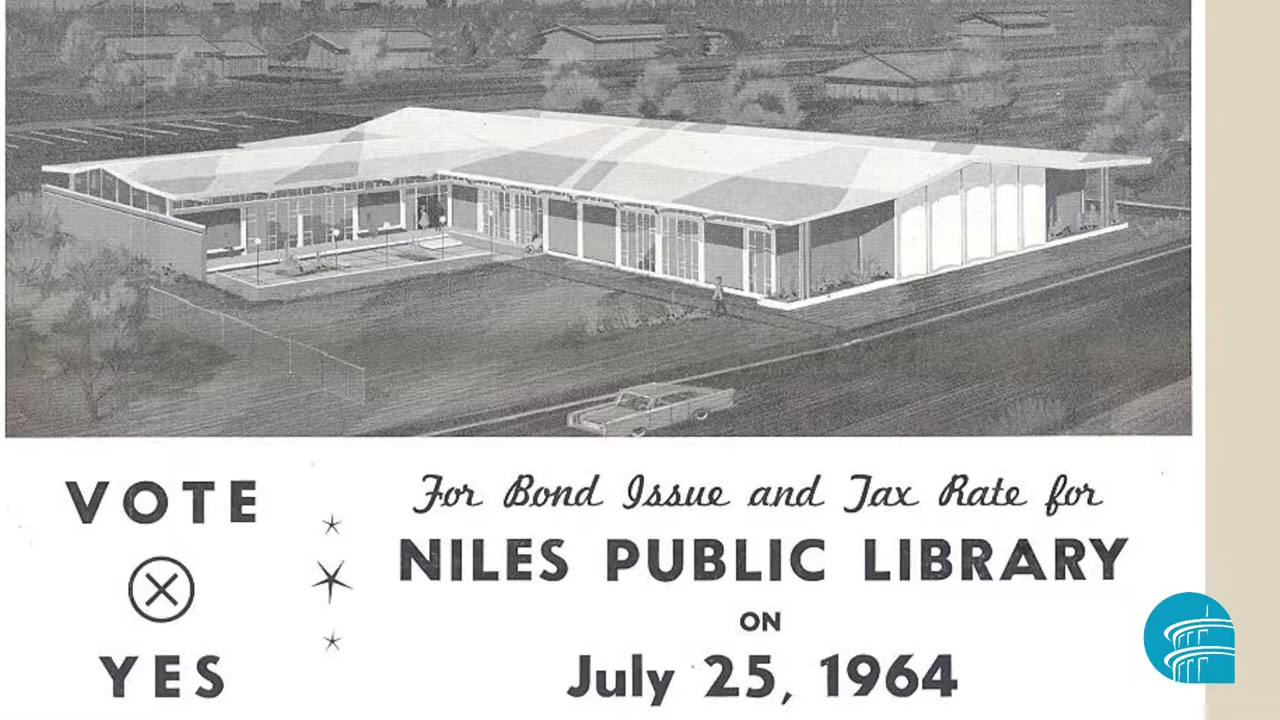 VOTE
YES
For Bond Issue and Tax Rate for
NILES PUBLIC LIBRARY
ON
July 25, 1964